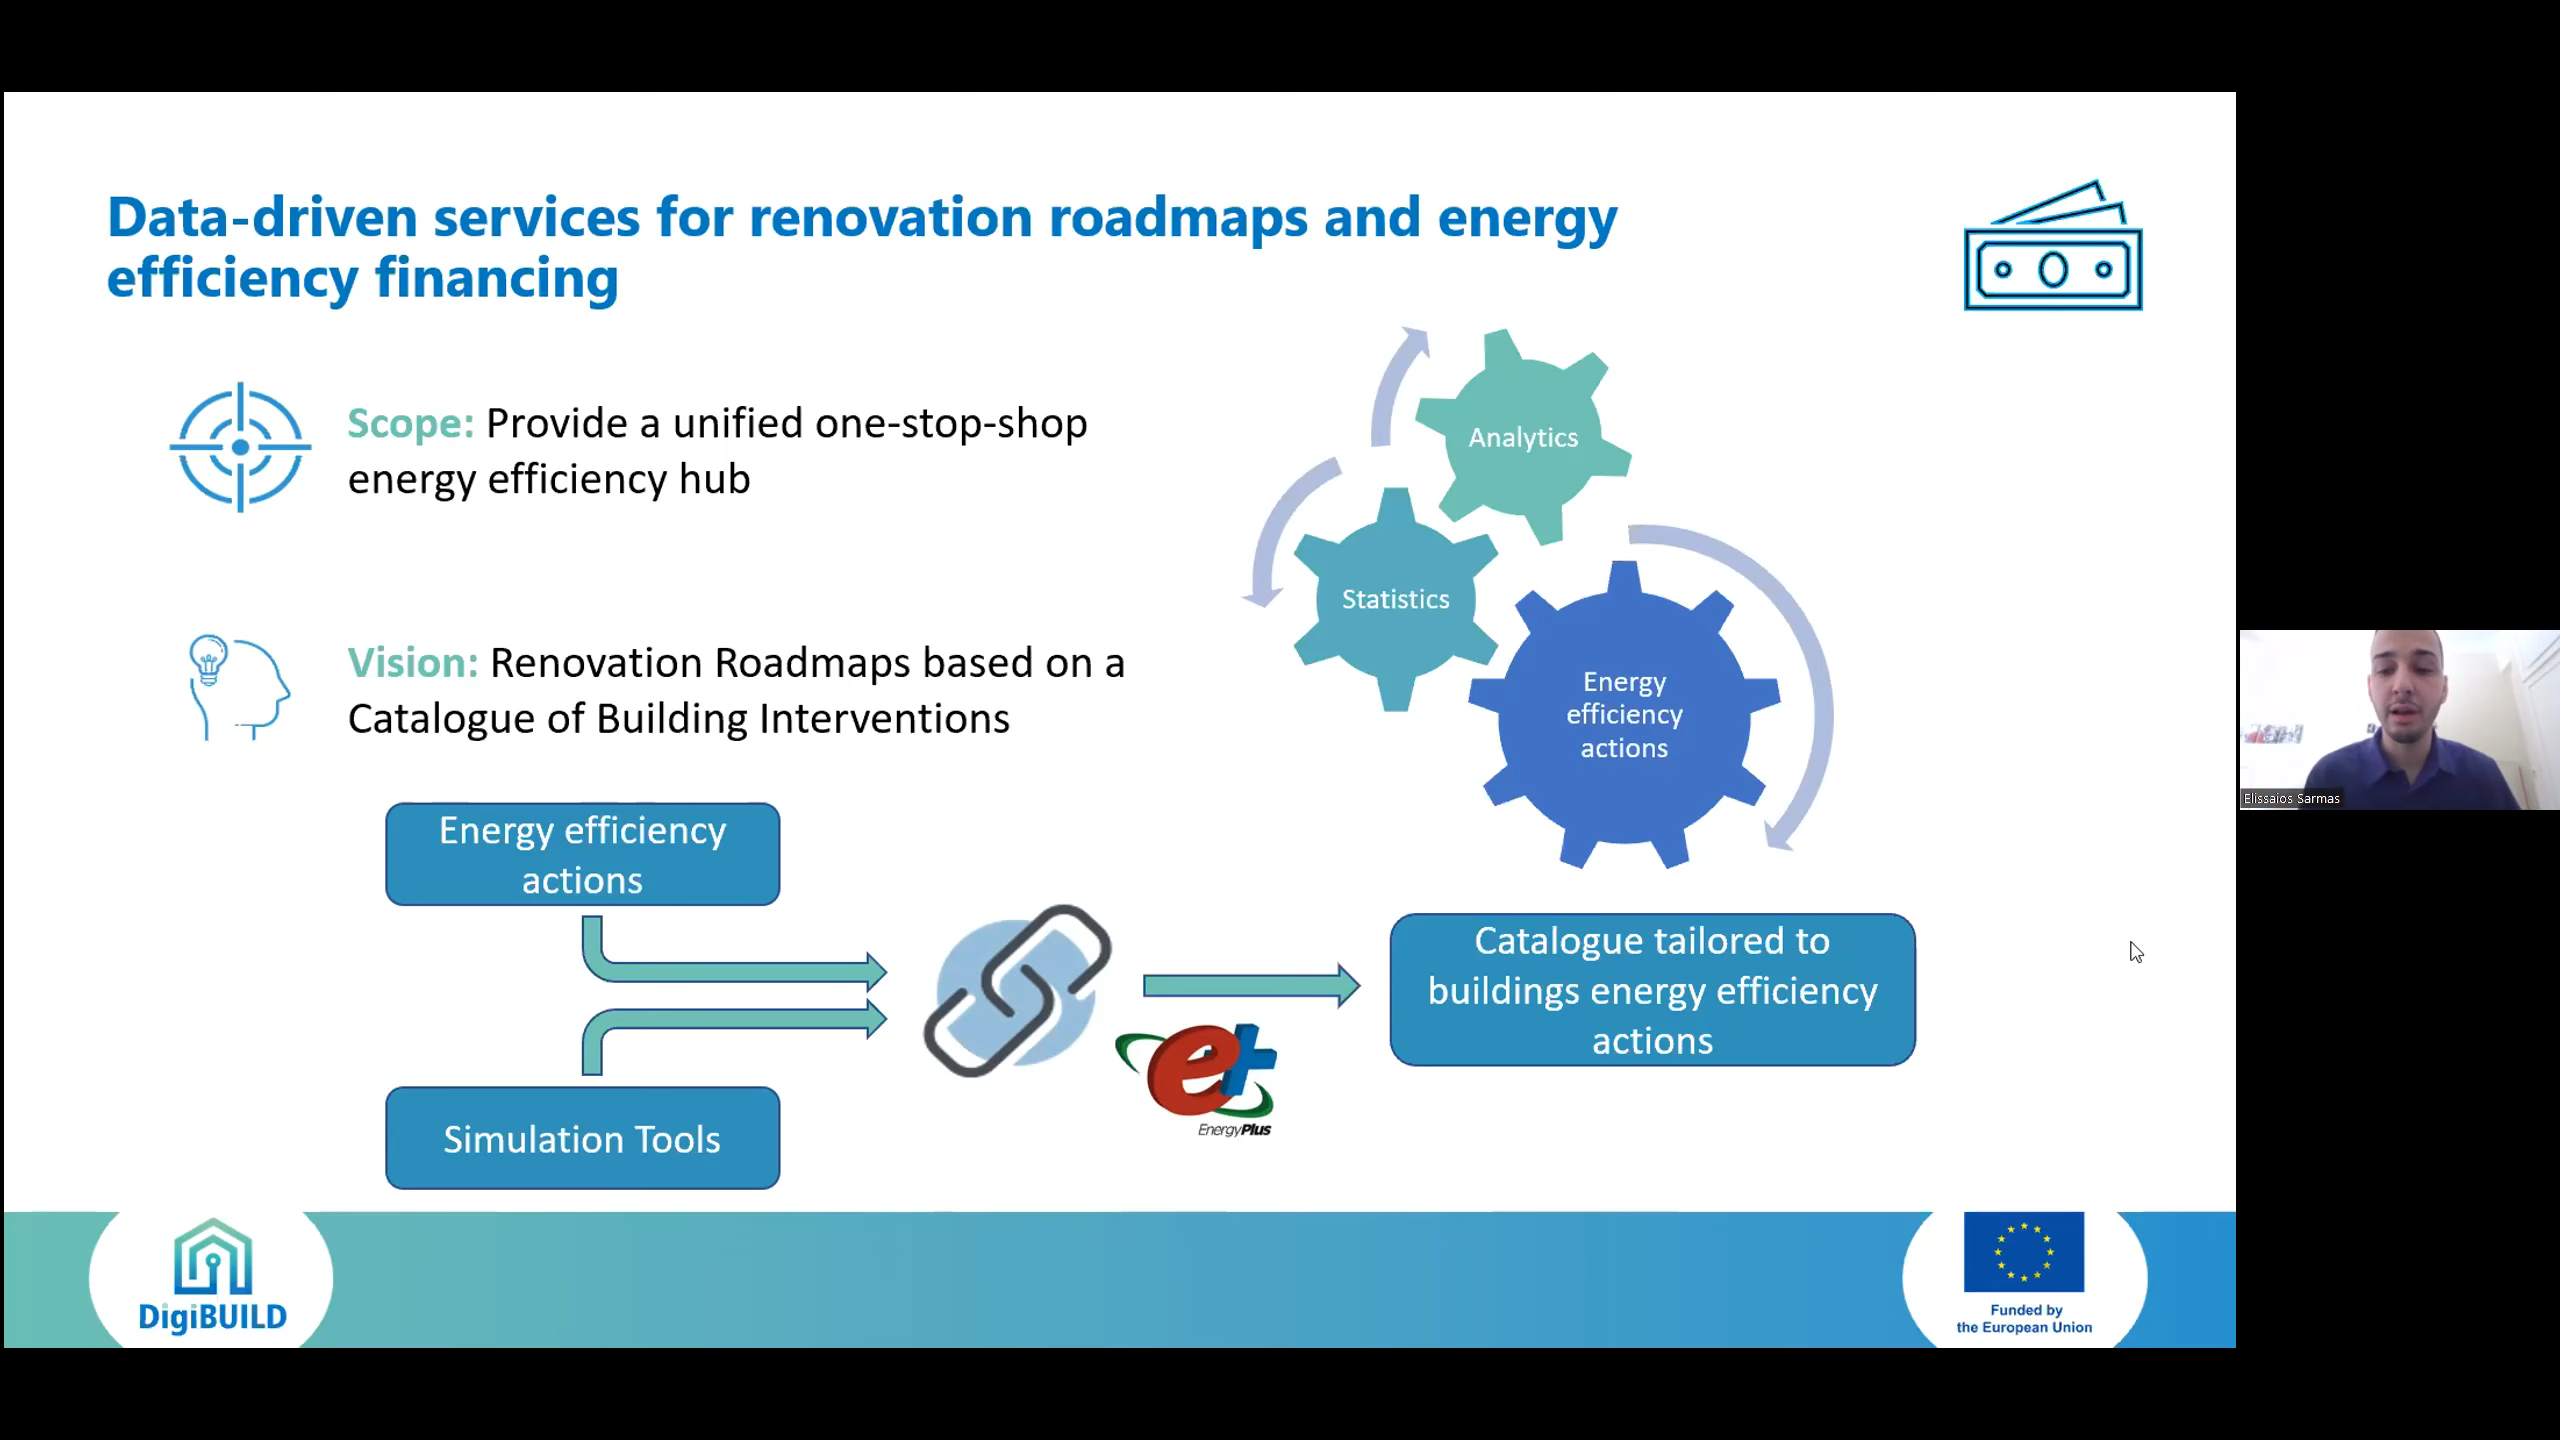 Data-driven services for renovation roadmaps and energy
efficiency financing
Scope: Provide a unified one-stop-shop
energy efficiency hub
Vision: Renovation Roadmaps based on a
Catalogue of Building Interventions
Analytics
Statistics
Energy
efficiency
actions
Energy efficiency
actions
Simulation Tools
e+
EnergyPlus
Catalogue tailored to
buildings energy efficiency
actions
DigiBUILD
Funded by
the European Union
Elissaios Sarmas